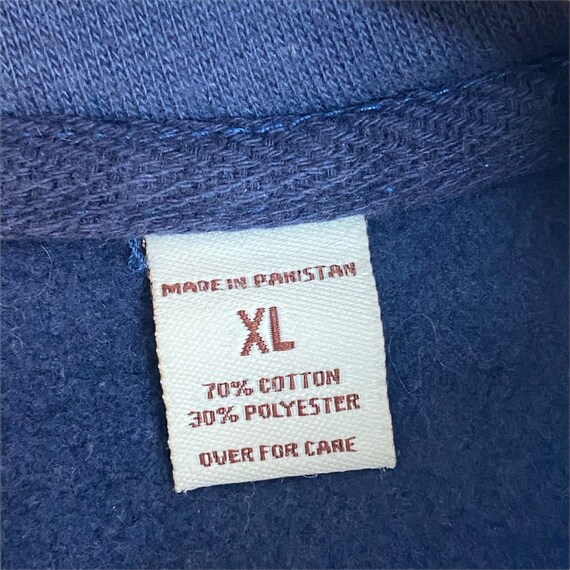 MADE IN PAKISTAN
XL
70% COTTON
30% POLYESTER
OVER FOR CARE